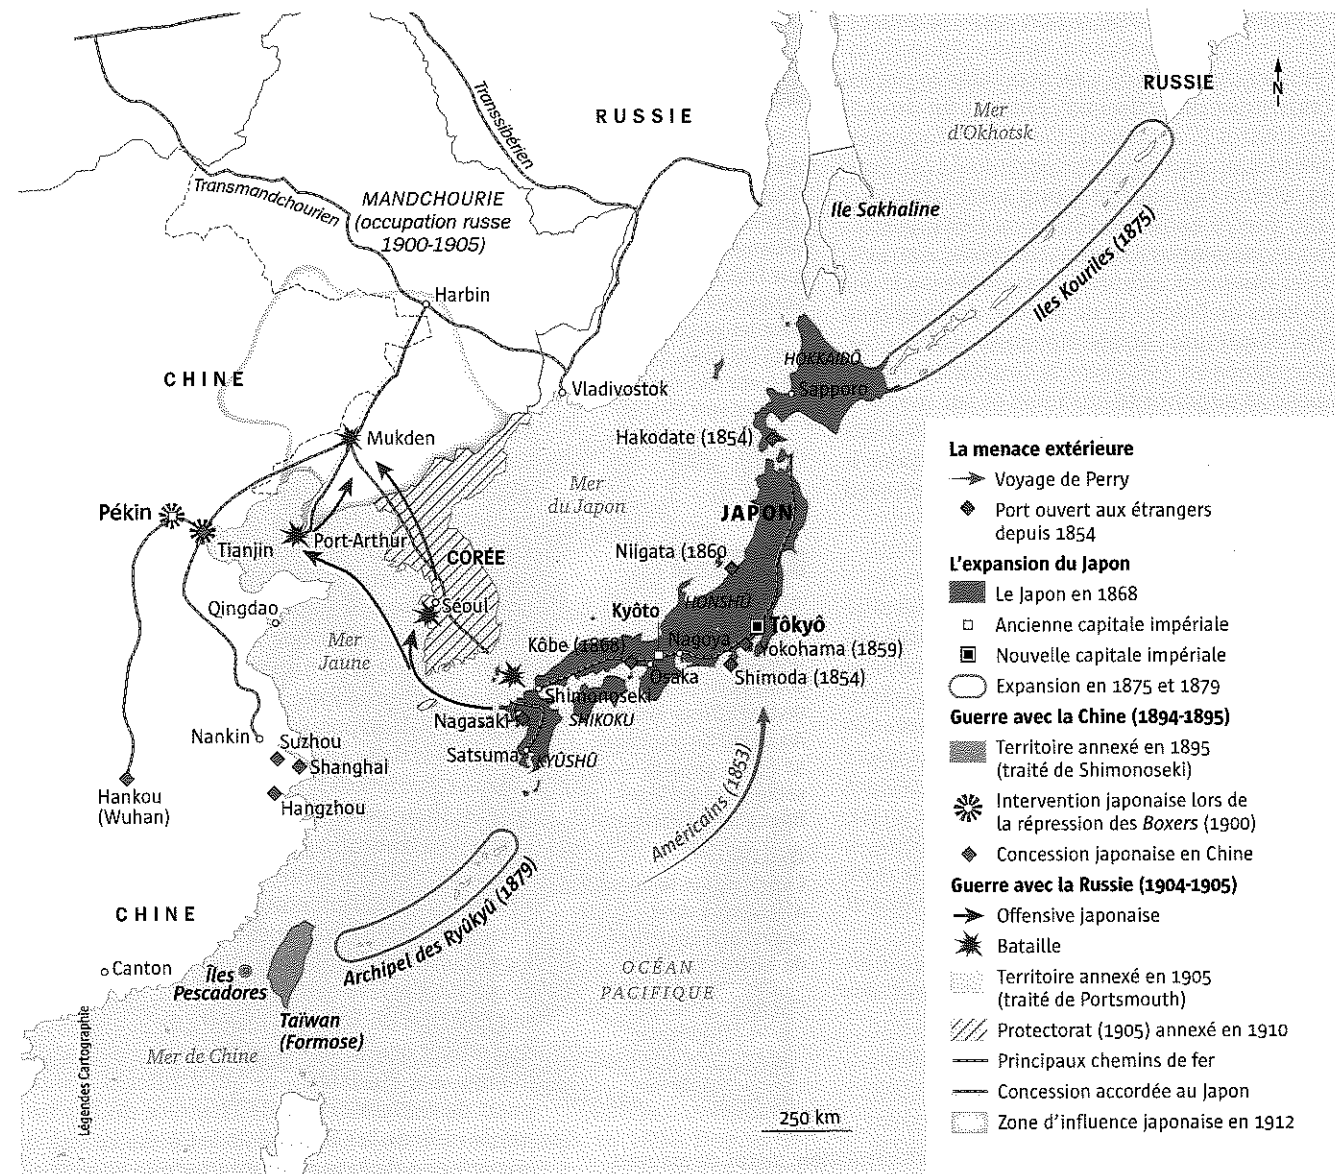 RUSSIE
N
Mer
d'Okhotsk
RUSSIE
Transsibérien
Transmandchourien
MANDCHOURIE
(occupation russe
1900-1905)
Ile Sakhaline
Iles Kouriles (1875)
Harbin
CHINE
HOKKAIDÔ
Sapporo
Vladivostok
Mukden
Hakodate (1854)
Mer
du Japon
JAPON
Pékin
Tianjin
Port-Arthur
CORÉE
Niigata (1860
Qingdao
Séoul
HONSHÛ
Kyôto
Tôkyô
Mer
Jaune
Kôbe (1868)
Nagoya
Yokohama (1859)
Osaka
Shimoda (1854)
Shimonoseki
Nagasaki
SHIKOKU
Nankin
Suzhou
Satsuma
KYÛSHÛ
Shanghai
Hankou
(Wuhan)
Hangzhou
Américains (1853)
Archipel des Ryûkyû (1879)
CHINE
Canton
Îles
Pescadores
OCÉAN
PACIFIQUE
Taïwan
(Formose)
Mer de Chine
Légendes Cartographie
250 km
La menace extérieure
Voyage de Perry
Port ouvert aux étrangers
depuis 1854
L'expansion du Japon
Le Japon en 1868
Ancienne capitale impériale
Nouvelle capitale impériale
Expansion en 1875 et 1879
Guerre avec la Chine (1894-1895)
Territoire annexé en 1895
(traité de Shimonoseki)
Intervention japonaise lors de
la répression des Boxers (1900)
Concession japonaise en Chine
Guerre avec la Russie (1904-1905)
Offensive japonaise
Bataille
Territoire annexé en 1905
(traité de Portsmouth)
Protectorat (1905) annexé en 1910
Principaux chemins de fer
Concession accordée au Japon
Zone d'influence japonaise en 1912